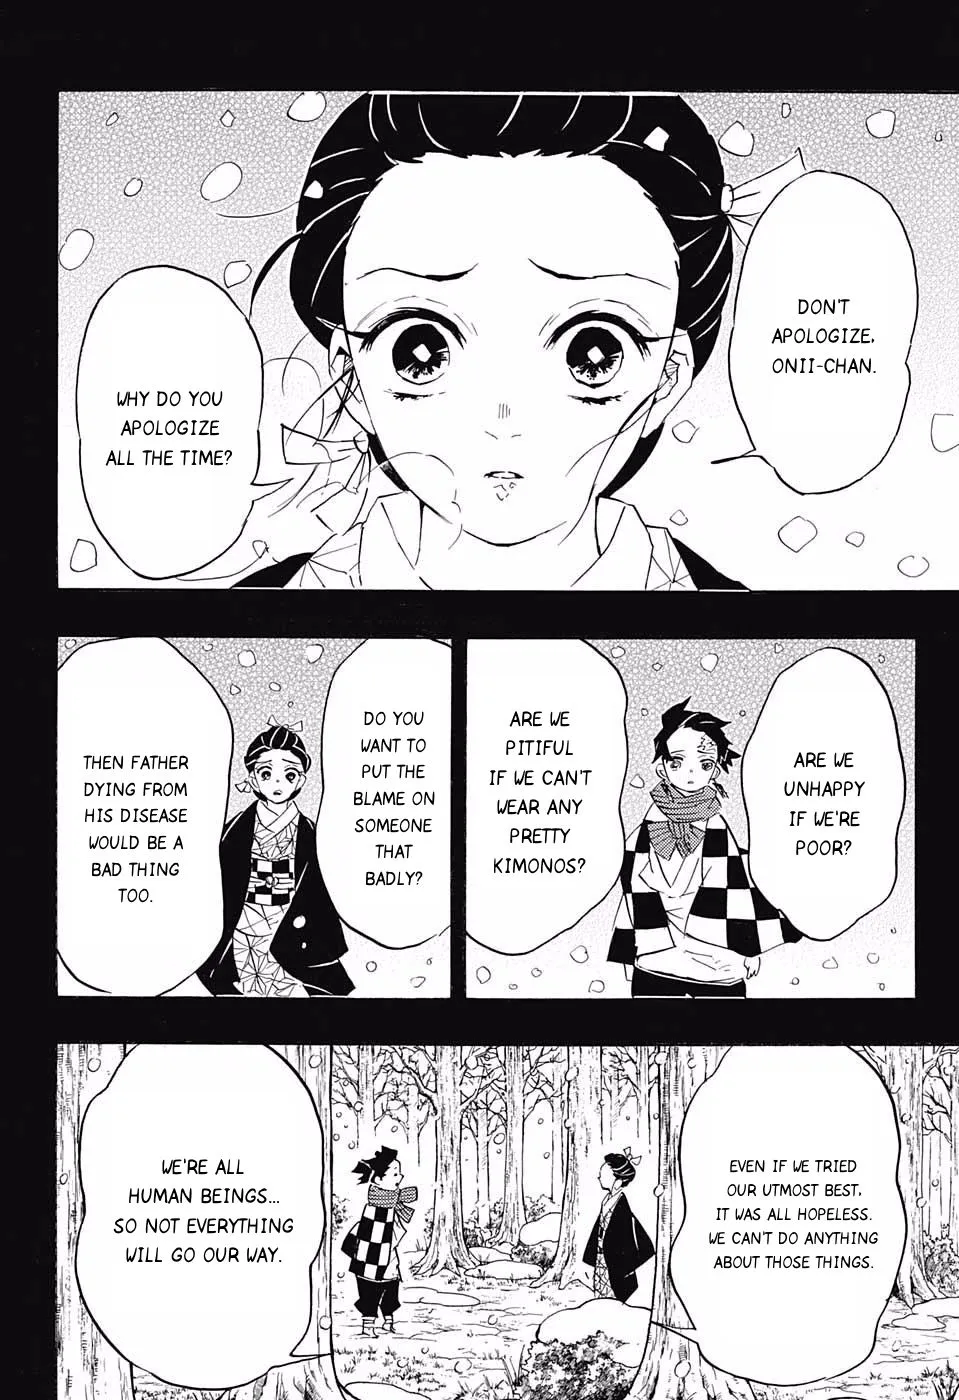 DON'T
APOLOGIZE,
ONII-CHAN.
WHY DO YOU
APOLOGIZE
ALL THE TIME?
ARE WE
UNHAPPY
IF WE'RE
POOR?
ARE WE
PITIFUL
IF WE CAN'T
WEAR ANY
PRETTY
KIMONOS?
DO YOU
WANT TO
PUT THE
BLAME ON
SOMEONE
THAT
BADLY?
THEN FATHER
DYING FROM
HIS DISEASE
WOULD BE A
BAD THING
TOO.
EVEN IF WE TRIED
OUR UTMOST BEST,
IT WAS ALL HOPELESS.
WE CAN'T DO ANYTHING
ABOUT THOSE THINGS.
WE'RE ALL
HUMAN BEINGS...
SO NOT EVERYTHING
WILL GO OUR WAY.